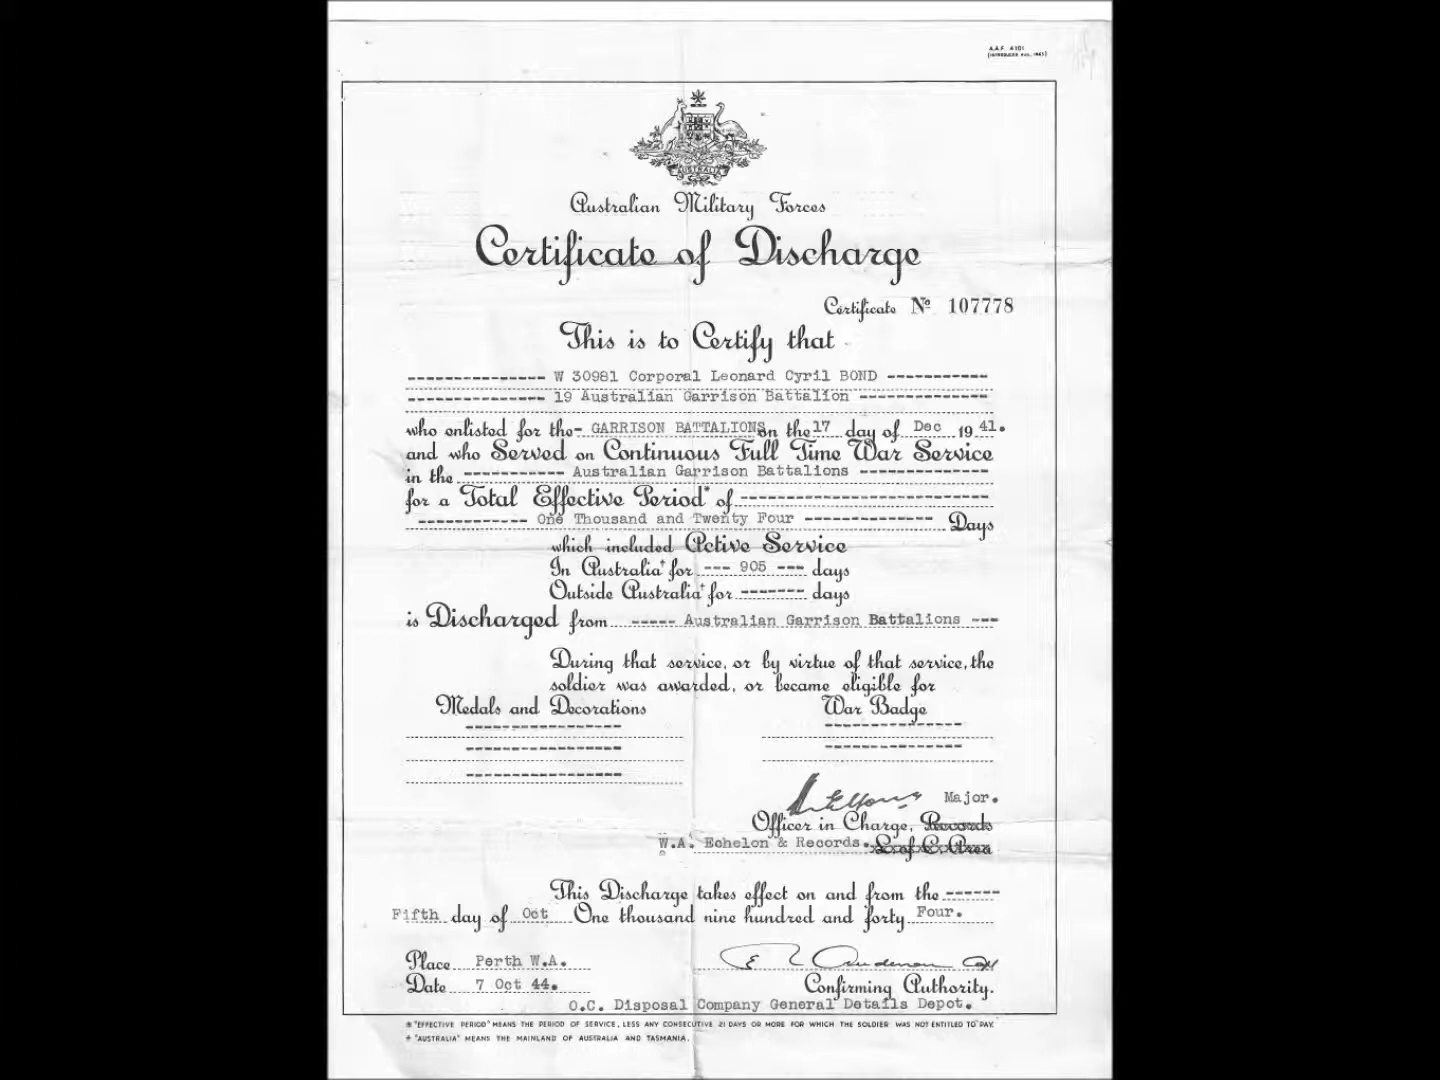 A.A.F. A101
(INTRODUCED AUG., 1943)
AUSTRALIA
Australian Military Forces
Certificate of Discharge
Certificate No 107778
This is to Certify that
--------------- W 30981 Corporal Leonard Cyril BOND -----------
--------------- 19 Australian Garrison Battalion --------------
who enlisted for the- GARRISON BATTALIONS on the 17 day of Dec 19 41.
and who Served on Continuous Full Time War Service
in the ----------- Australian Garrison Battalions --------------
for a Total Effective Period* of ---------------------------
------------ One Thousand and Twenty Four -------------- Days
which included Active Service
In Australia† for --- 905 --- days
Outside Australia† for ------- days
is Discharged from ----- Australian Garrison Battalions ---
During that service, or by virtue of that service, the
soldier was awarded, or became eligible for
Medals and Decorations War Badge
----------------- ---------------
----------------- ---------------
-----------------
Major.
Officer in Charge, Records
W.A. Echelon & Records. L. of C. Area
This Discharge takes effect on and from the ------
Fifth day of Oct One thousand nine hundred and forty Four.
Place Perth W.A.
Date 7 Oct 44. Confirming Authority.
O.C. Disposal Company General Details Depot.
* "EFFECTIVE PERIOD" MEANS THE PERIOD OF SERVICE, LESS ANY CONSECUTIVE 21 DAYS OR MORE FOR WHICH THE SOLDIER WAS NOT ENTITLED TO PAY.
† "AUSTRALIA" MEANS THE MAINLAND OF AUSTRALIA AND TASMANIA.